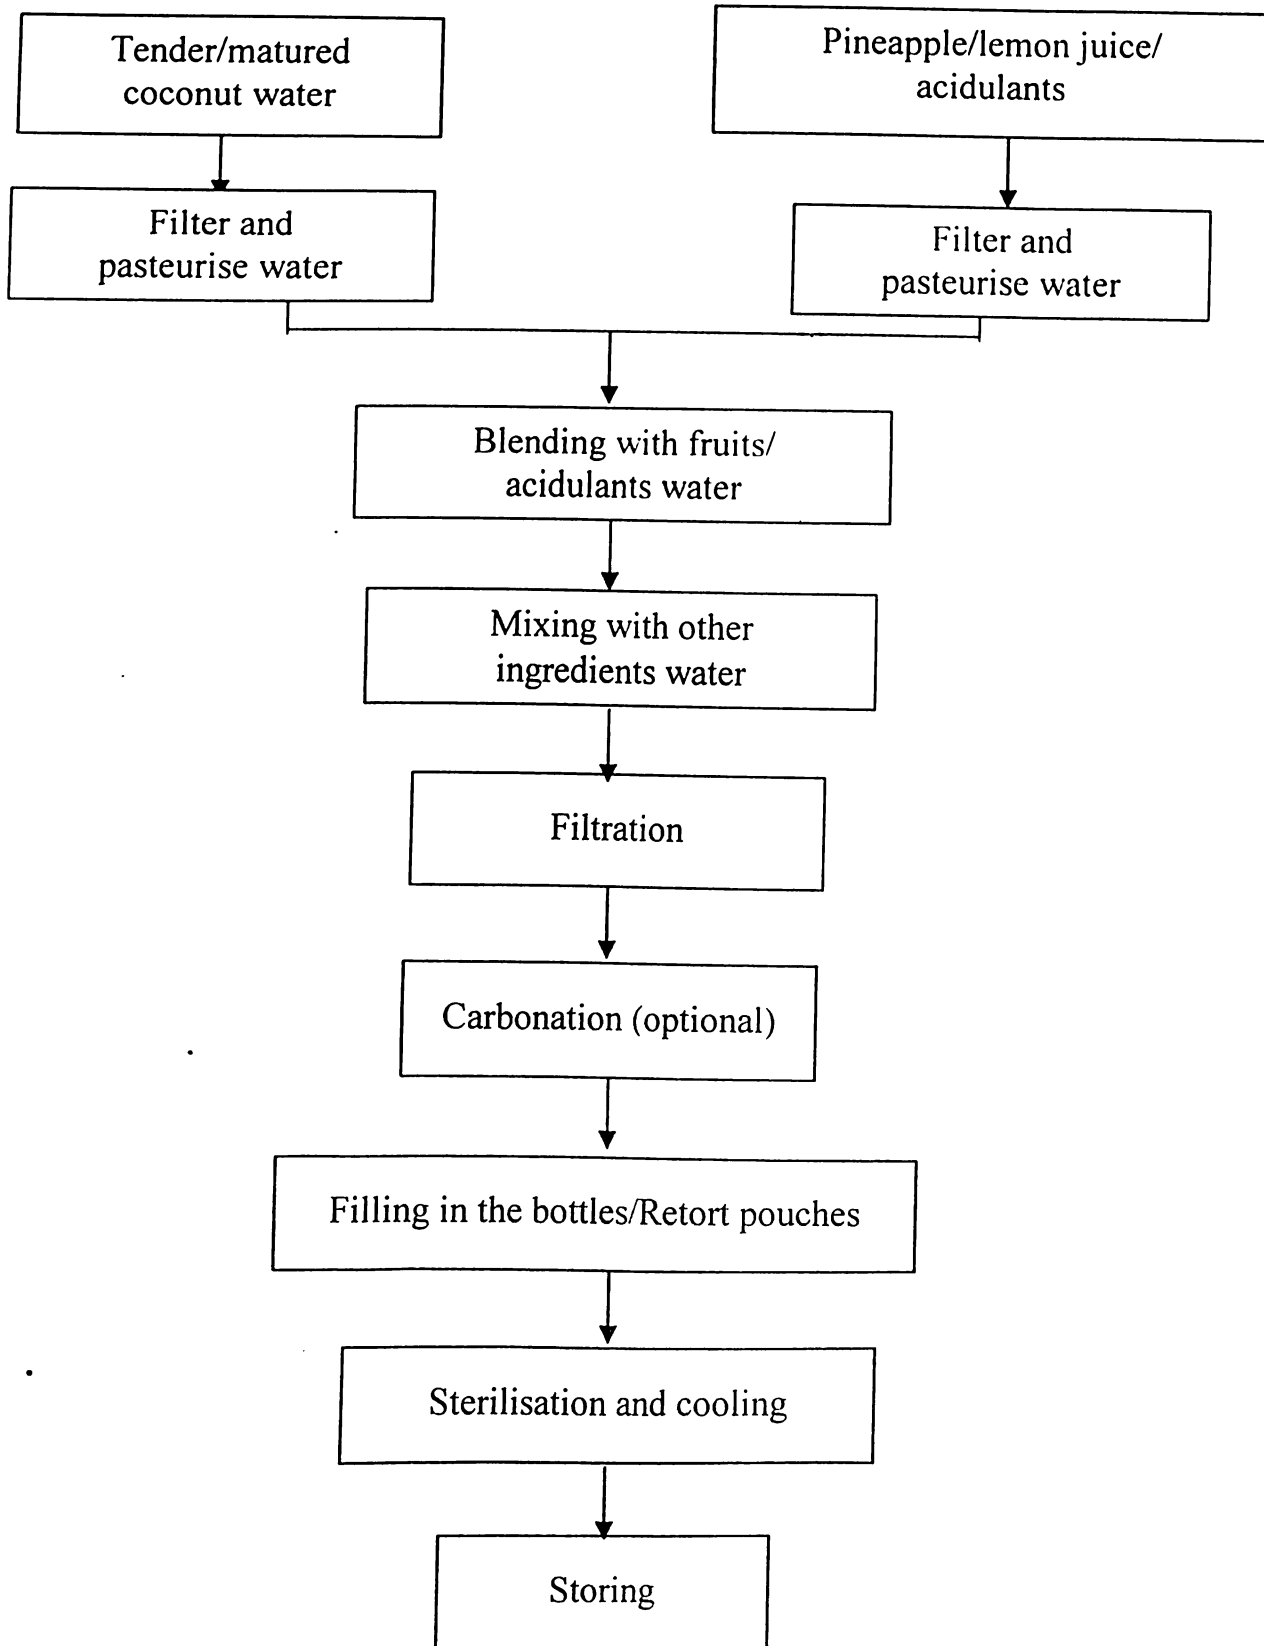 Tender/matured
coconut water
Pineapple/lemon juice/
acidulants
Filter and
pasteurise water
Filter and
pasteurise water
Blending with fruits/
acidulants water
Mixing with other
ingredients water
Filtration
Carbonation (optional)
Filling in the bottles/Retort pouches
Sterilisation and cooling
Storing